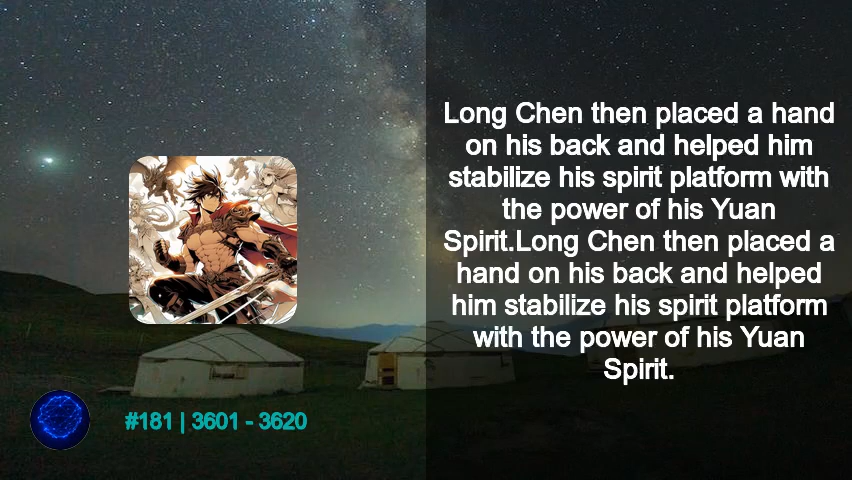 Long Chen then placed a hand
on his back and helped him
stabilize his spirit platform with
the power of his Yuan
Spirit.Long Chen then placed a
hand on his back and helped
him stabilize his spirit platform
with the power of his Yuan
Spirit.
#181 | 3601 - 3620